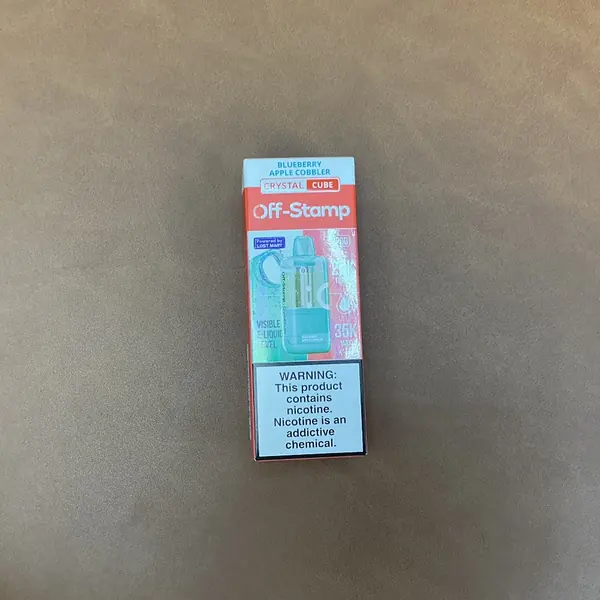 BLUEBERRY
APPLE COBBLER
CRYSTAL CUBE
Off-Stamp
Powered by
LOST MARY
VISIBLE
E-LIQUID
LEVEL
35K
WARNING:
This product
contains
nicotine.
Nicotine is an
addictive
chemical.